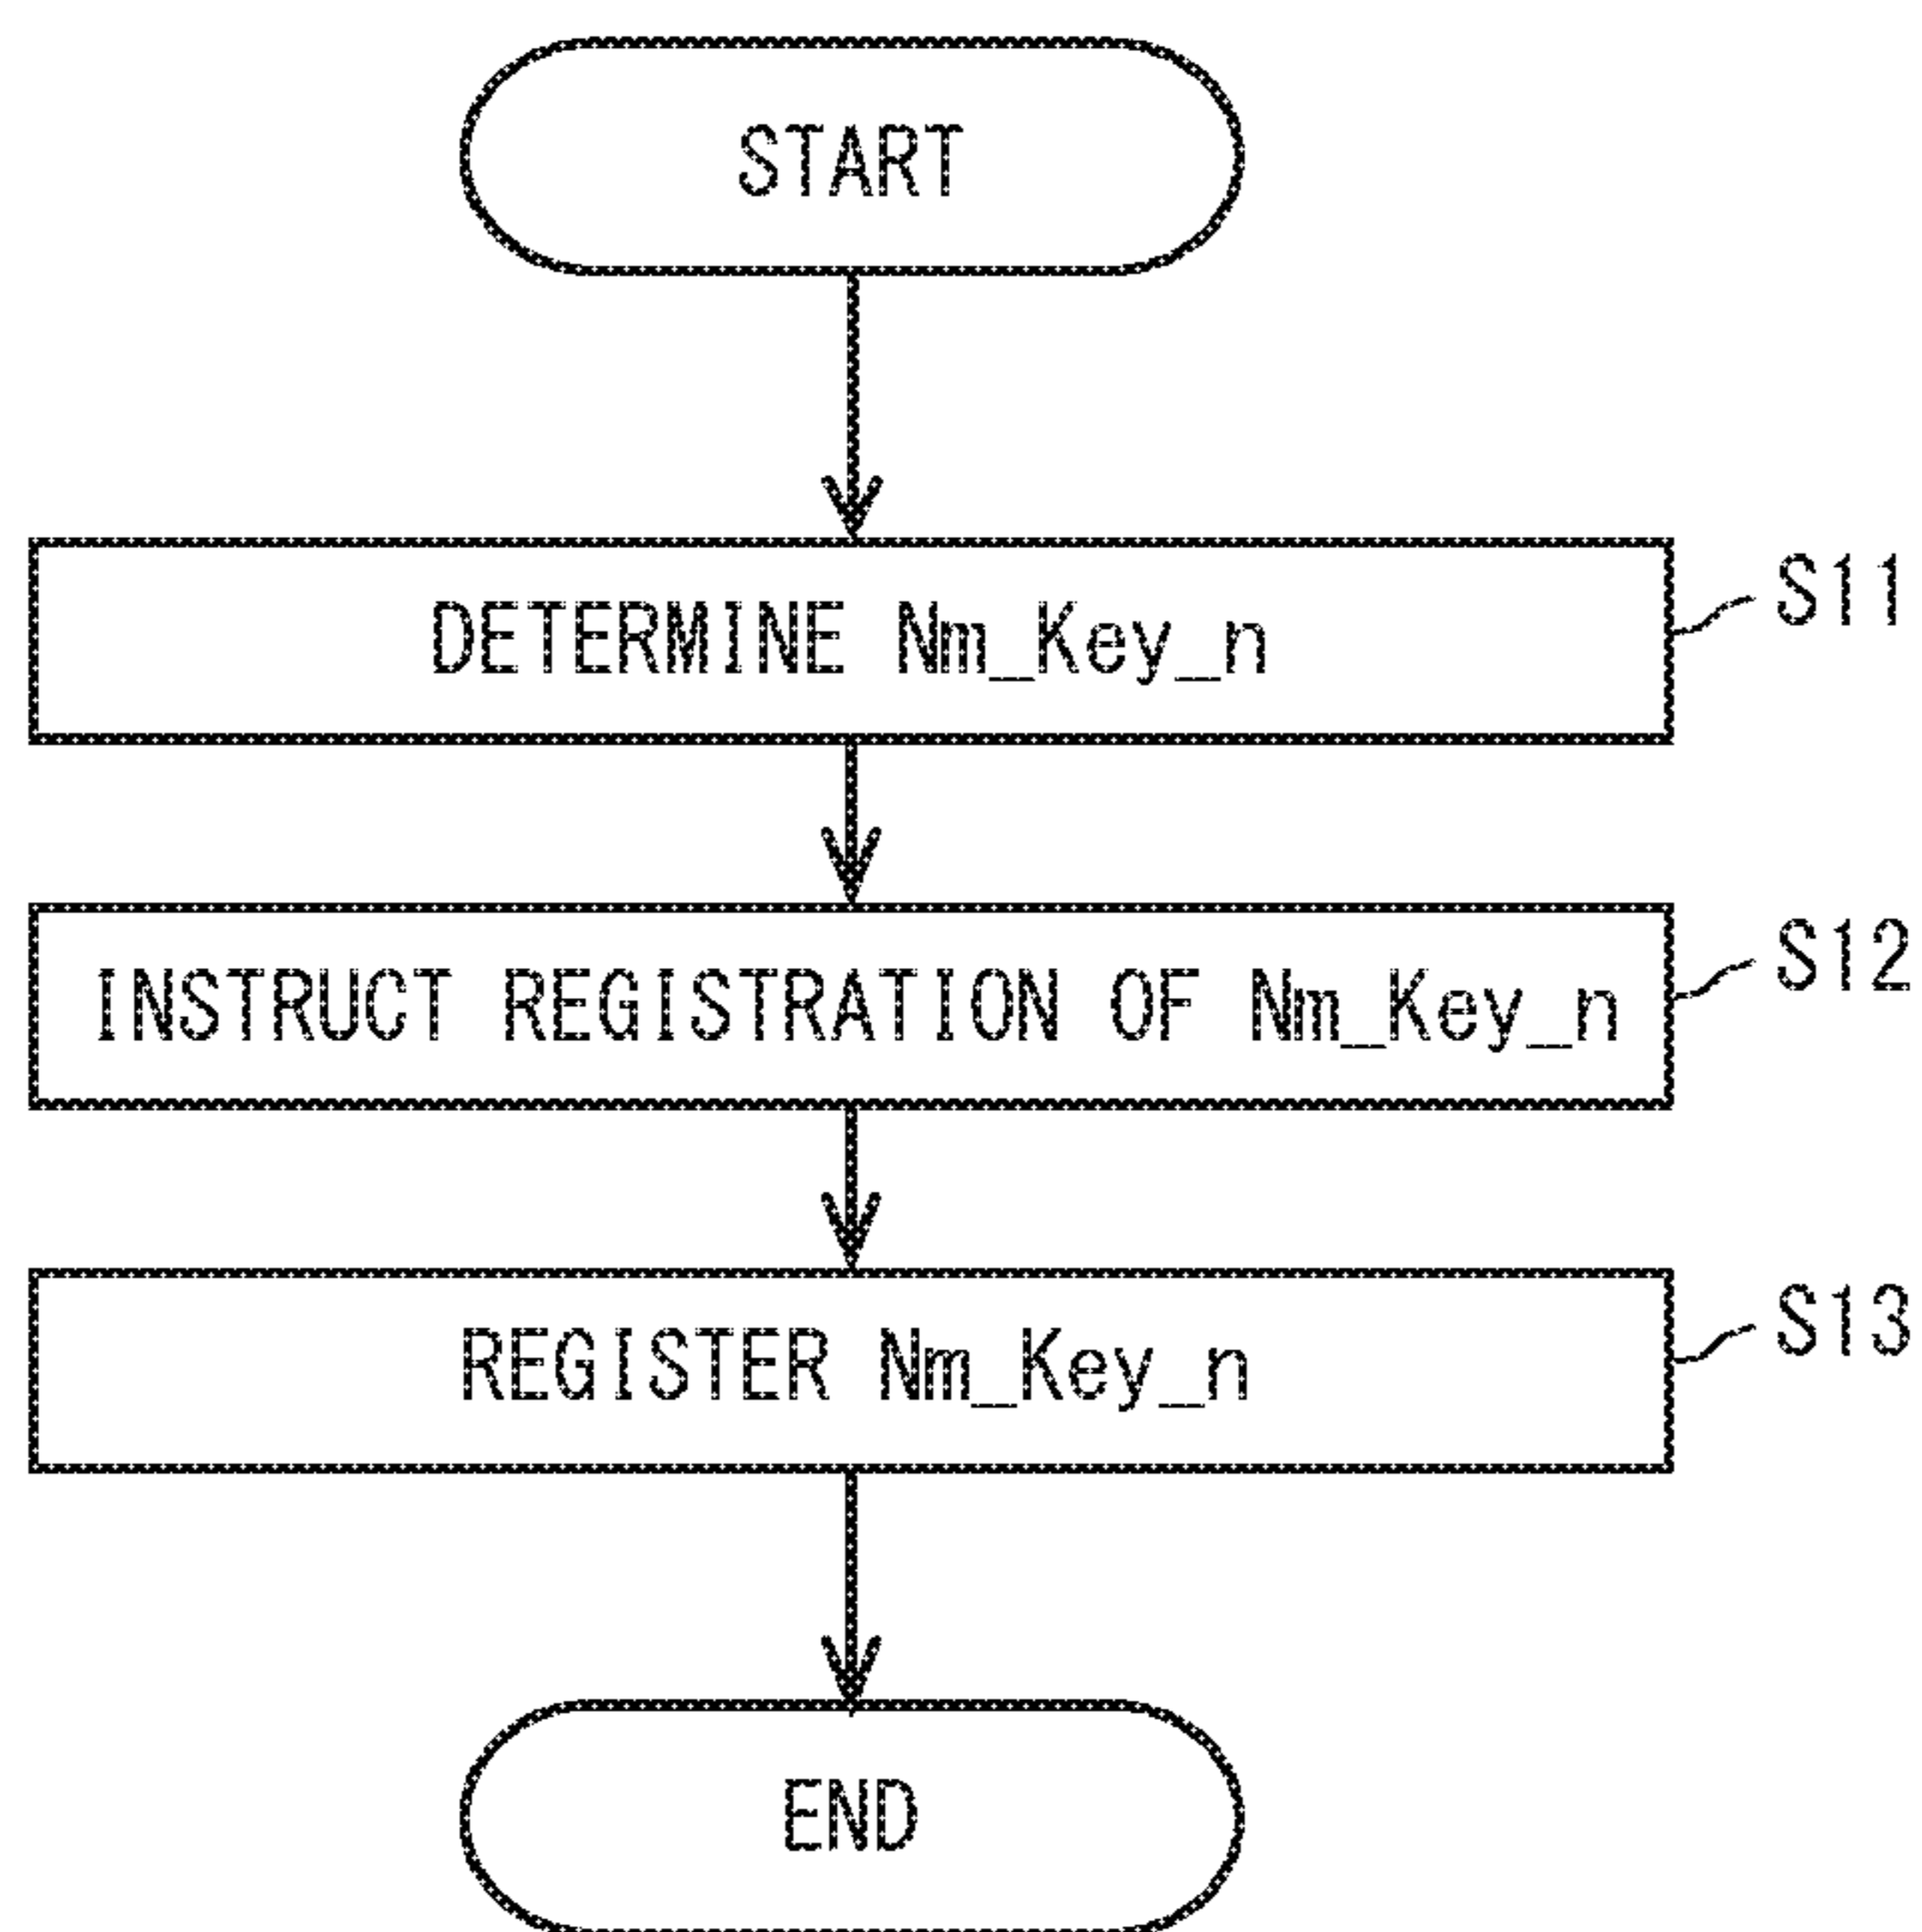 START
DETERMINE Nm_Key_n
S11
INSTRUCT REGISTRATION OF Nm_Key_n
S12
REGISTER Nm_Key_n
S13
END